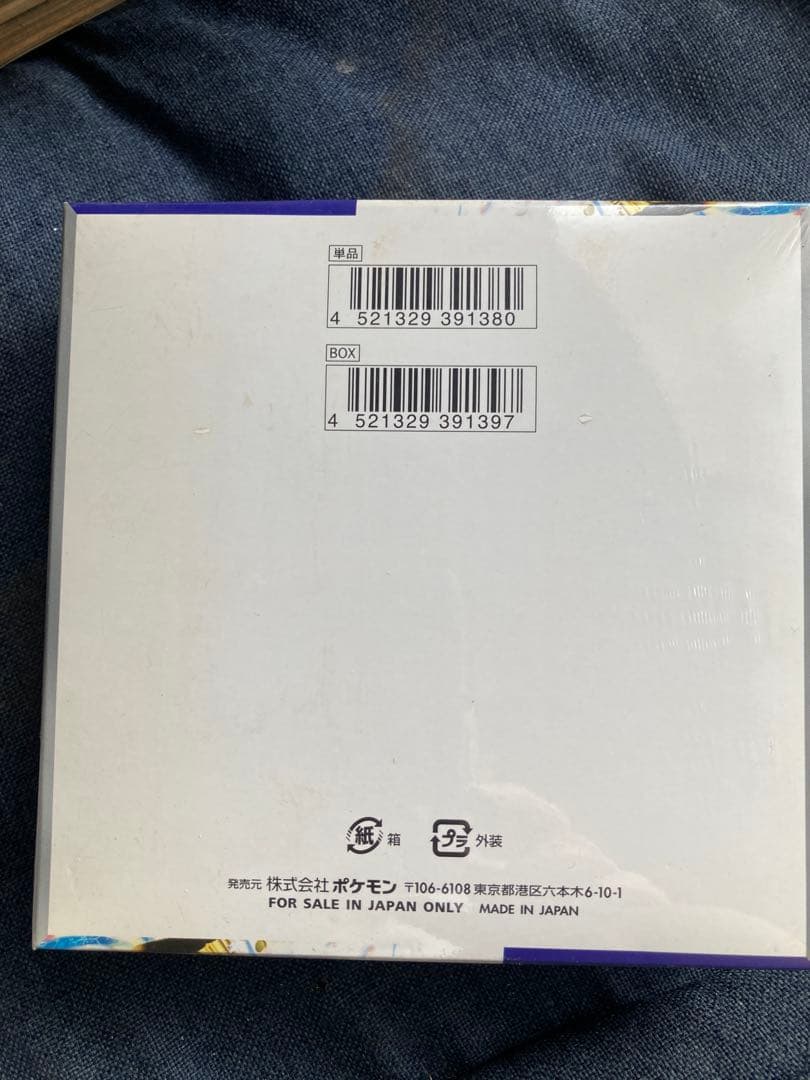 単品
4 521329 391380
BOX
4 521329 391397
紙 箱 プラ 外装
発売元 株式会社 ポケモン 〒106-6108 東京都港区六本木6-10-1
FOR SALE IN JAPAN ONLY MADE IN JAPAN